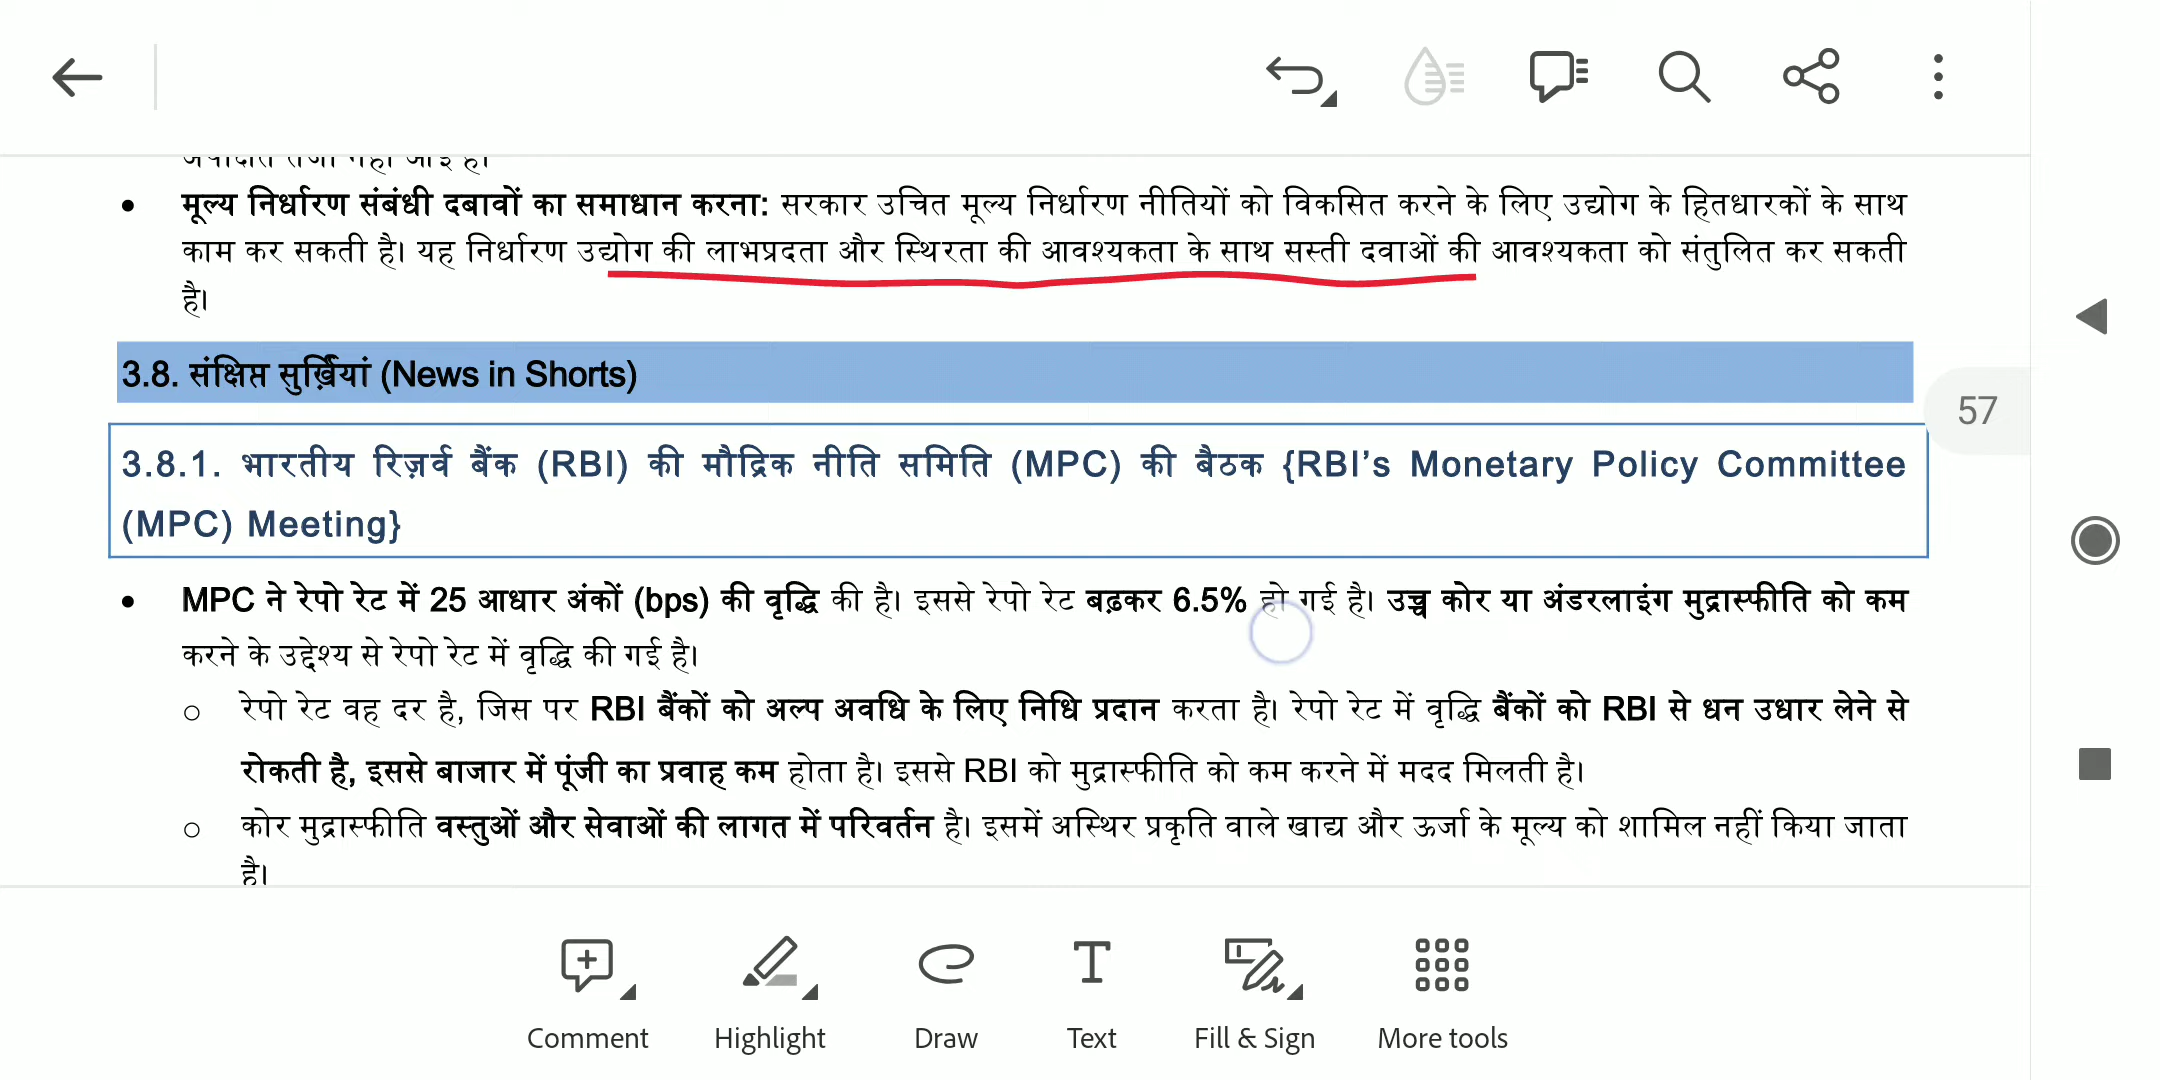 मूल्य निर्धारण संबंधी दबावों का समाधान करना: सरकार उचित मूल्य निर्धारण नीतियों को विकसित करने के लिए उद्योग के हितधारकों के साथ
काम कर सकती है। यह निर्धारण उद्योग की लाभप्रदता और स्थिरता की आवश्यकता के साथ सस्ती दवाओं की आवश्यकता को संतुलित कर सकती
है।
3.8. संक्षिप्त सुर्ख़ियां (News in Shorts)
57
3.8.1. भारतीय रिज़र्व बैंक (RBI) की मौद्रिक नीति समिति (MPC) की बैठक {RBI’s Monetary Policy Committee
(MPC) Meeting}
MPC ने रेपो रेट में 25 आधार अंकों (bps) की वृद्धि की है। इससे रेपो रेट बढ़कर 6.5% हो गई है। उच्च कोर या अंडरलाइंग मुद्रास्फीति को कम
करने के उद्देश्य से रेपो रेट में वृद्धि की गई है।
रेपो रेट वह दर है, जिस पर RBI बैंकों को अल्प अवधि के लिए निधि प्रदान करता है। रेपो रेट में वृद्धि बैंकों को RBI से धन उधार लेने से
रोकती है, इससे बाजार में पूंजी का प्रवाह कम होता है। इससे RBI को मुद्रास्फीति को कम करने में मदद मिलती है।
कोर मुद्रास्फीति वस्तुओं और सेवाओं की लागत में परिवर्तन है। इसमें अस्थिर प्रकृति वाले खाद्य और ऊर्जा के मूल्य को शामिल नहीं किया जाता
है।
Comment Highlight Draw Text Fill & Sign More tools